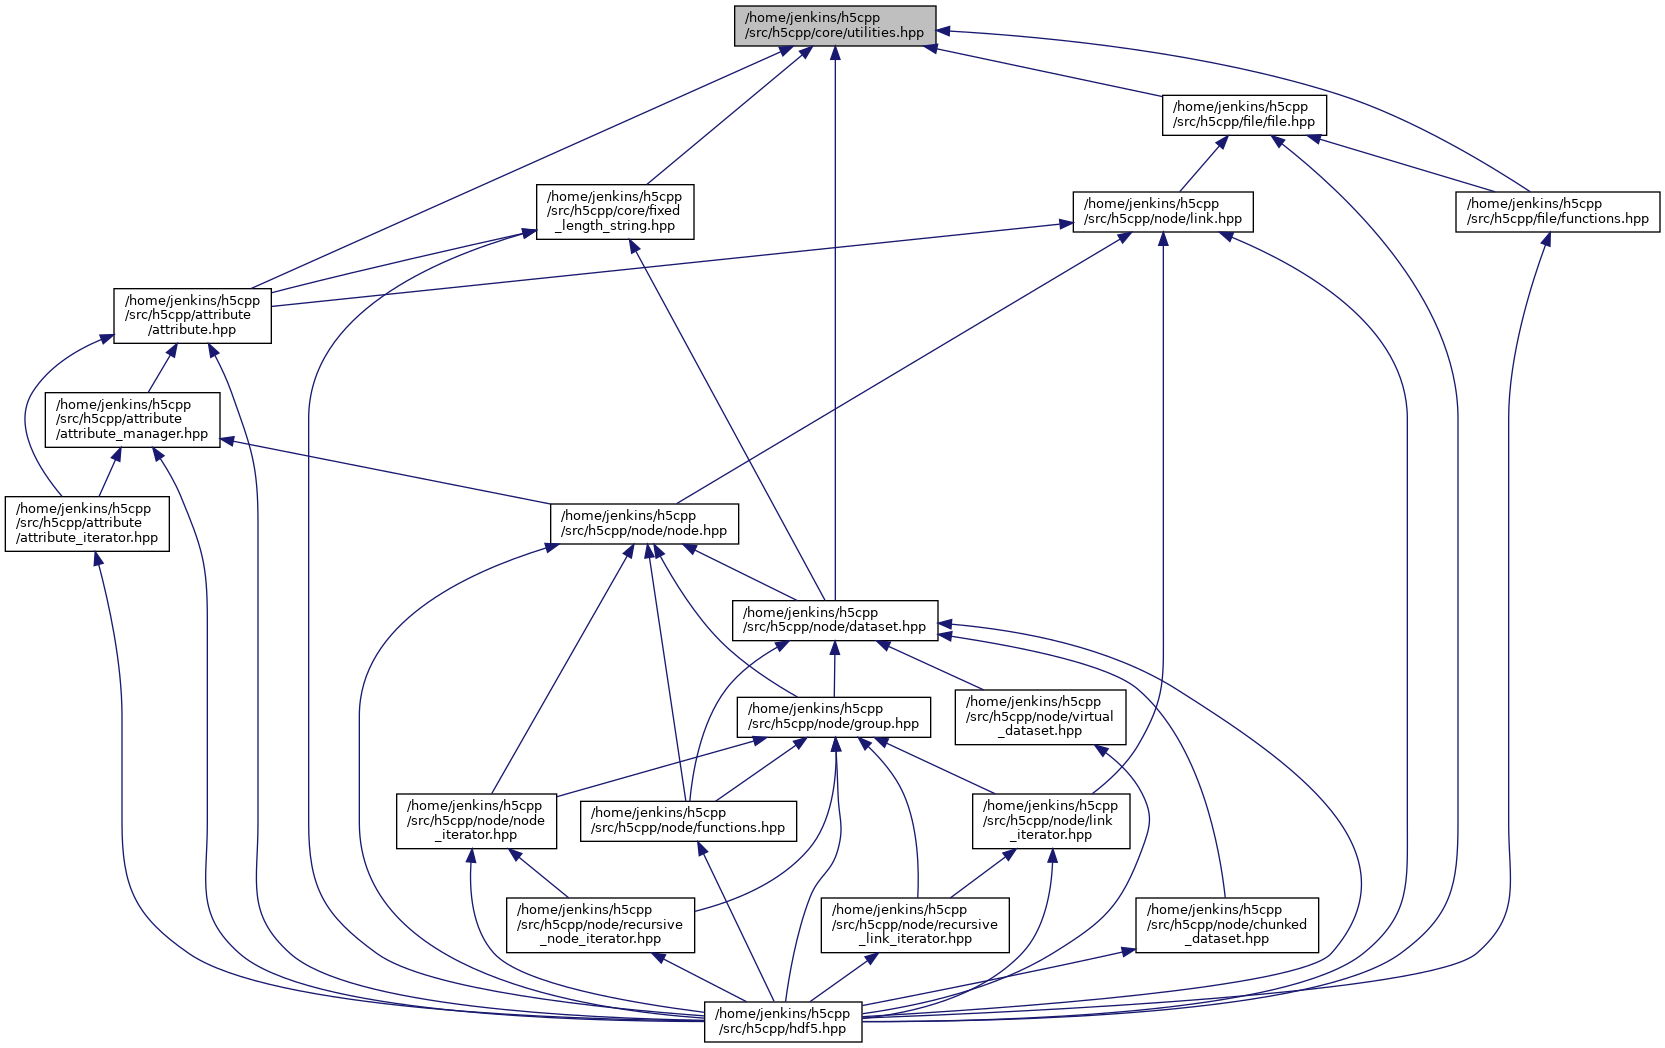 /home/jenkins/h5cpp
/src/h5cpp/core/utilities.hpp
/home/jenkins/h5cpp
/src/h5cpp/file/file.hpp
/home/jenkins/h5cpp
/src/h5cpp/core/fixed
_length_string.hpp
/home/jenkins/h5cpp
/src/h5cpp/node/link.hpp
/home/jenkins/h5cpp
/src/h5cpp/file/functions.hpp
/home/jenkins/h5cpp
/src/h5cpp/attribute
/attribute.hpp
/home/jenkins/h5cpp
/src/h5cpp/attribute
/attribute_manager.hpp
/home/jenkins/h5cpp
/src/h5cpp/attribute
/attribute_iterator.hpp
/home/jenkins/h5cpp
/src/h5cpp/node/node.hpp
/home/jenkins/h5cpp
/src/h5cpp/node/dataset.hpp
/home/jenkins/h5cpp
/src/h5cpp/node/group.hpp
/home/jenkins/h5cpp
/src/h5cpp/node/virtual
_dataset.hpp
/home/jenkins/h5cpp
/src/h5cpp/node/node
_iterator.hpp
/home/jenkins/h5cpp
/src/h5cpp/node/functions.hpp
/home/jenkins/h5cpp
/src/h5cpp/node/link
_iterator.hpp
/home/jenkins/h5cpp
/src/h5cpp/node/recursive
_node_iterator.hpp
/home/jenkins/h5cpp
/src/h5cpp/node/recursive
_link_iterator.hpp
/home/jenkins/h5cpp
/src/h5cpp/node/chunked
_dataset.hpp
/home/jenkins/h5cpp
/src/h5cpp/hdf5.hpp